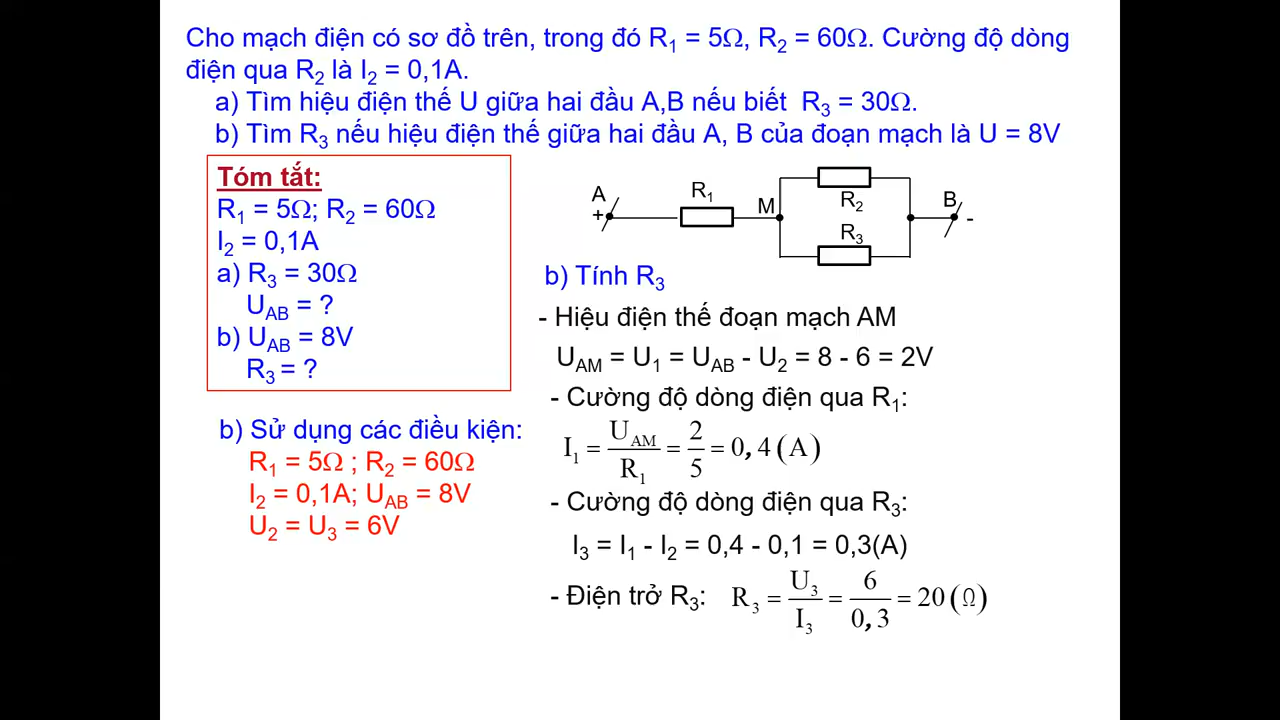 Cho mạch điện có sơ đồ trên, trong đó R₁ = 5Ω, R₂ = 60Ω. Cường độ dòng
điện qua R₂ là I₂ = 0,1A.
a) Tìm hiệu điện thế U giữa hai đầu A,B nếu biết R₃ = 30Ω.
b) Tìm R₃ nếu hiệu điện thế giữa hai đầu A, B của đoạn mạch là U = 8V
Tóm tắt:
R₁ = 5Ω; R₂ = 60Ω
I₂ = 0,1A
a) R₃ = 30Ω
U_AB = ?
b) U_AB = 8V
R₃ = ?
b) Sử dụng các điều kiện:
R₁ = 5Ω ; R₂ = 60Ω
I₂ = 0,1A; U_AB = 8V
U₂ = U₃ = 6V
A
+
R₁
M
R₂
R₃
B
-
b) Tính R₃
- Hiệu điện thế đoạn mạch AM
U_AM = U₁ = U_AB - U₂ = 8 - 6 = 2V
- Cường độ dòng điện qua R₁:
I₁ = U_AM / R₁ = 2/5 = 0,4 (A)
- Cường độ dòng điện qua R₃:
I₃ = I₁ - I₂ = 0,4 - 0,1 = 0,3(A)
- Điện trở R₃: R₃ = U₃ / I₃ = 6 / 0,3 = 20 (Ω)